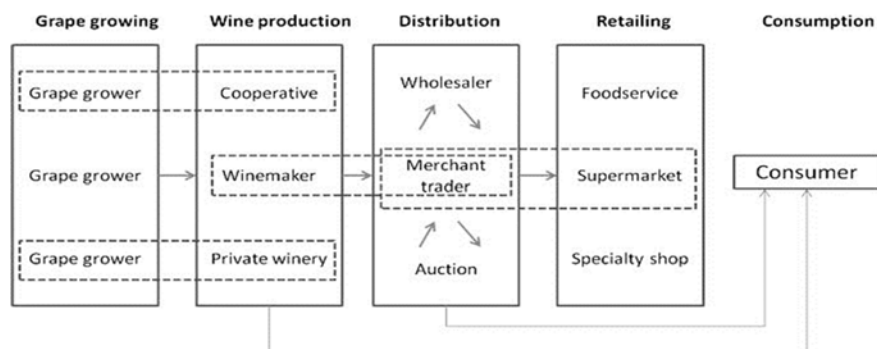 Grape growing
Wine production
Distribution
Retailing
Consumption
Grape grower
Cooperative
Wholesaler
Foodservice
Grape grower
Winemaker
Merchant
trader
Supermarket
Consumer
Grape grower
Private winery
Auction
Specialty shop